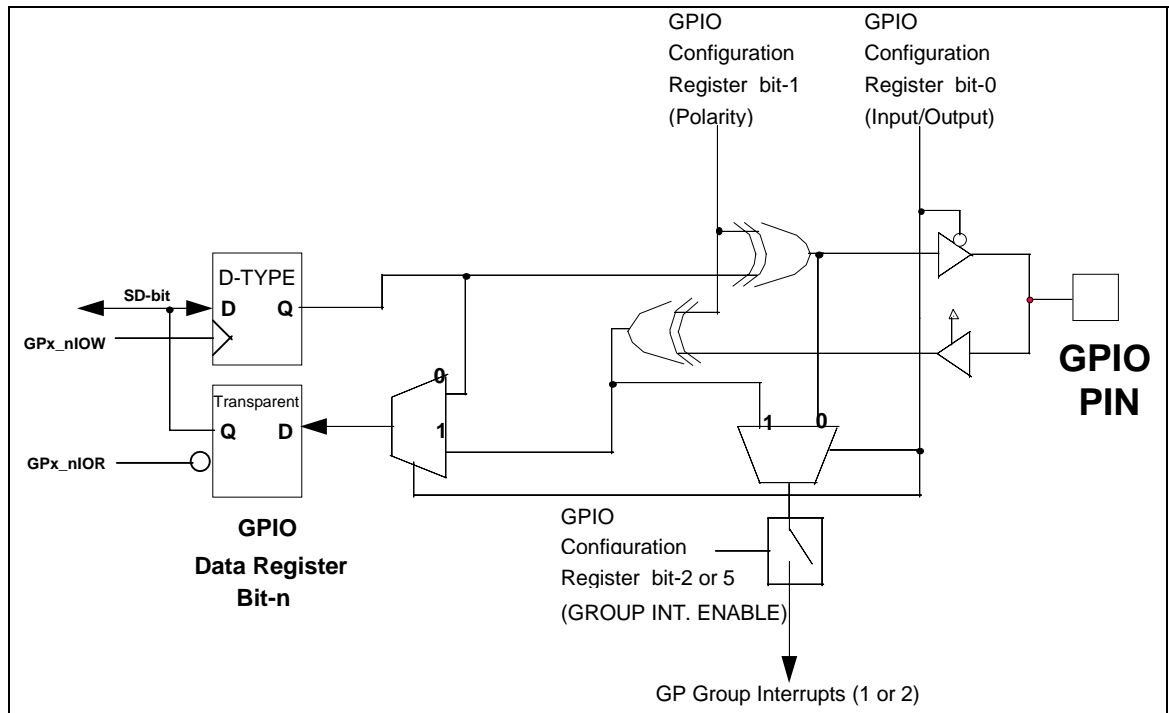 GPIO
Configuration
Register bit-1
(Polarity)
GPIO
Configuration
Register bit-0
(Input/Output)
D-TYPE
SD-bit
D Q
GPx_nIOW
Transparent
Q D
GPx_nIOR
0
1
1 0
GPIO
PIN
GPIO
Data Register
Bit-n
GPIO
Configuration
Register bit-2 or 5
(GROUP INT. ENABLE)
GP Group Interrupts (1 or 2)